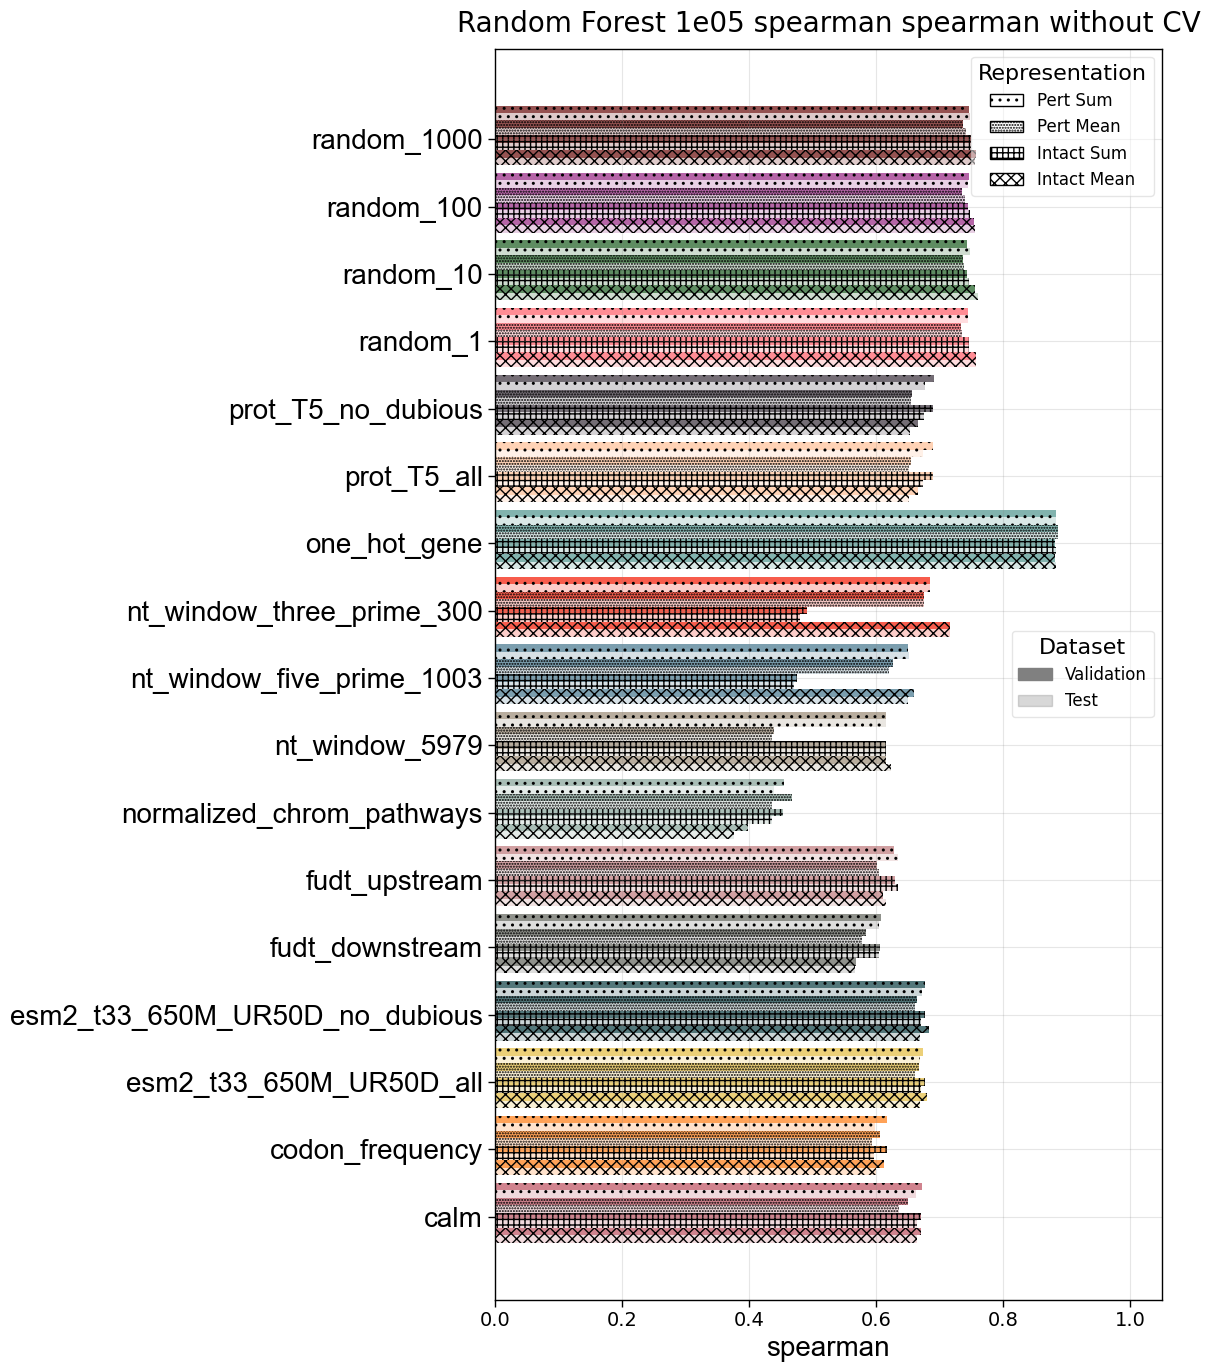 Random Forest 1e05 spearman spearman without CV
Representation
Pert Sum
Pert Mean
Intact Sum
Intact Mean
random_1000
random_100
random_10
random_1
prot_T5_no_dubious
prot_T5_all
one_hot_gene
nt_window_three_prime_300
Dataset
Validation
Test
nt_window_five_prime_1003
nt_window_5979
normalized_chrom_pathways
fudt_upstream
fudt_downstream
esm2_t33_650M_UR50D_no_dubious
esm2_t33_650M_UR50D_all
codon_frequency
calm
0.0 0.2 0.4 0.6 0.8 1.0
spearman